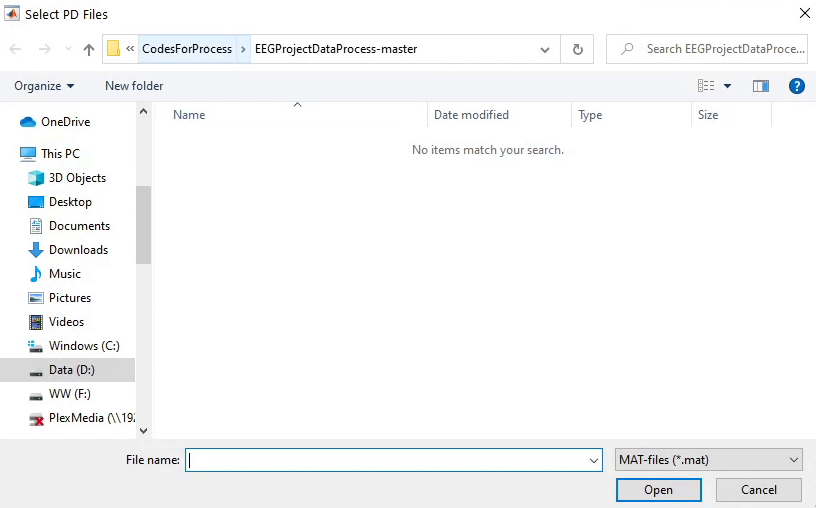 Select PD Files
« CodesForProcess > EEGProjectDataProcess-master
Search EEGProjectDataProce...
Organize
New folder
?
Name
Date modified
Type
Size
No items match your search.
OneDrive
This PC
3D Objects
Desktop
Documents
Downloads
Music
Pictures
Videos
Windows (C:)
Data (D:)
WW (F:)
PlexMedia (\\192
File name:
MAT-files (*.mat)
Open
Cancel